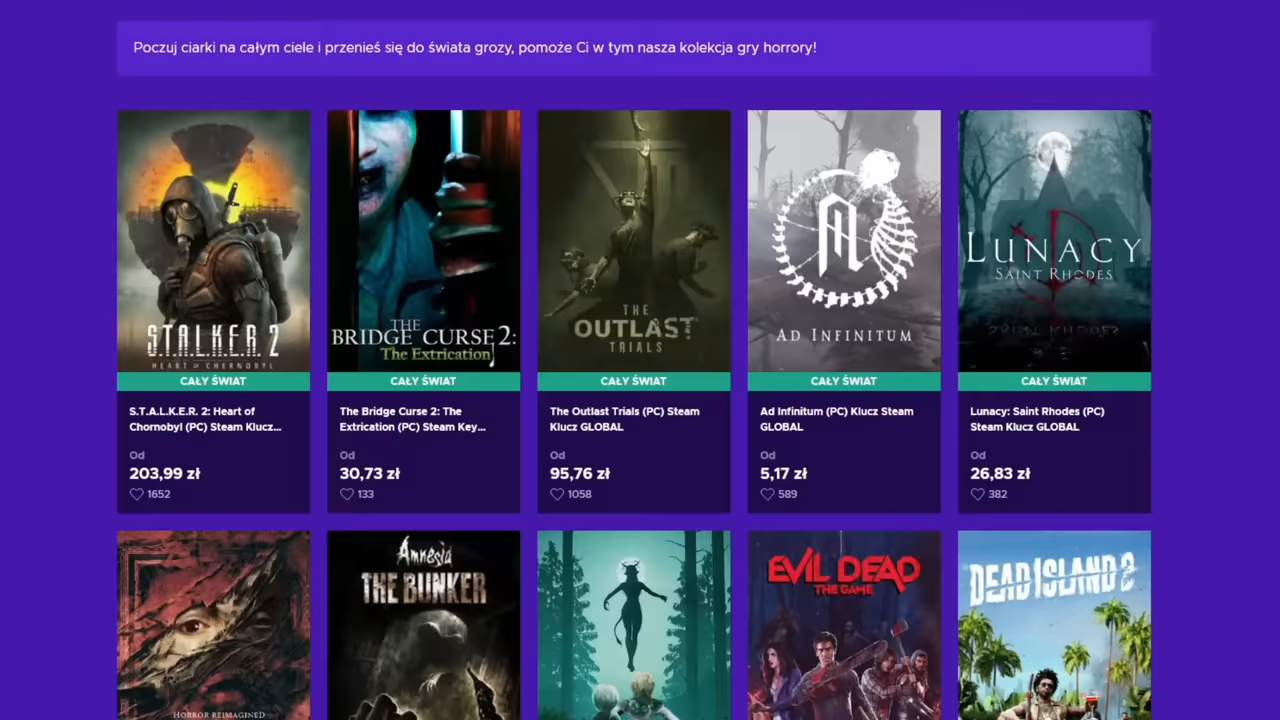 Poczuj ciarki na całym ciele i przenieś się do świata grozy, pomoże Ci w tym nasza kolekcja gry horrory!
S.T.A.L.K.E.R. 2
HEART OF CHERNOBYL
THE
BRIDGE CURSE 2:
The Extrication
THE
OUTLAST
TRIALS
AD INFINITUM
LUNACY
SAINT RHODES
CAŁY ŚWIAT
CAŁY ŚWIAT
CAŁY ŚWIAT
CAŁY ŚWIAT
CAŁY ŚWIAT
S.T.A.L.K.E.R. 2: Heart of
Chornobyl (PC) Steam Klucz...
Od
203,99 zł
1652
The Bridge Curse 2: The
Extrication (PC) Steam Key...
Od
30,73 zł
133
The Outlast Trials (PC) Steam
Klucz GLOBAL
Od
95,76 zł
1058
Ad Infinitum (PC) Klucz Steam
GLOBAL
Od
5,17 zł
589
Lunacy: Saint Rhodes (PC)
Steam Klucz GLOBAL
Od
26,83 zł
382
HORROR REIMAGINED
Amnesia
THE BUNKER
EVIL DEAD
THE GAME
DEAD ISLAND 2